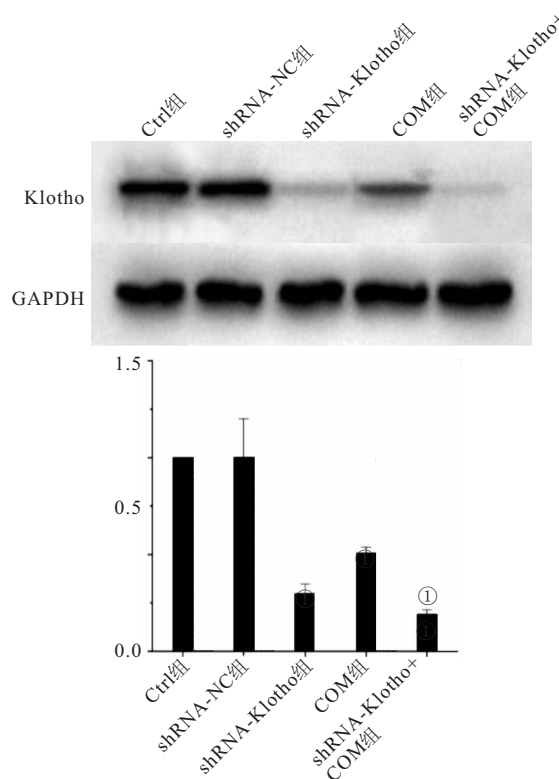 Ctrl组
shRNA-NC组
shRNA-Klotho组
COM组
shRNA-Klotho+
COM组
Klotho
GAPDH
1.5
0.5
0.0
①
①
①
①
Ctrl组
shRNA-NC组
shRNA-Klotho组
COM组
shRNA-Klotho+
COM组